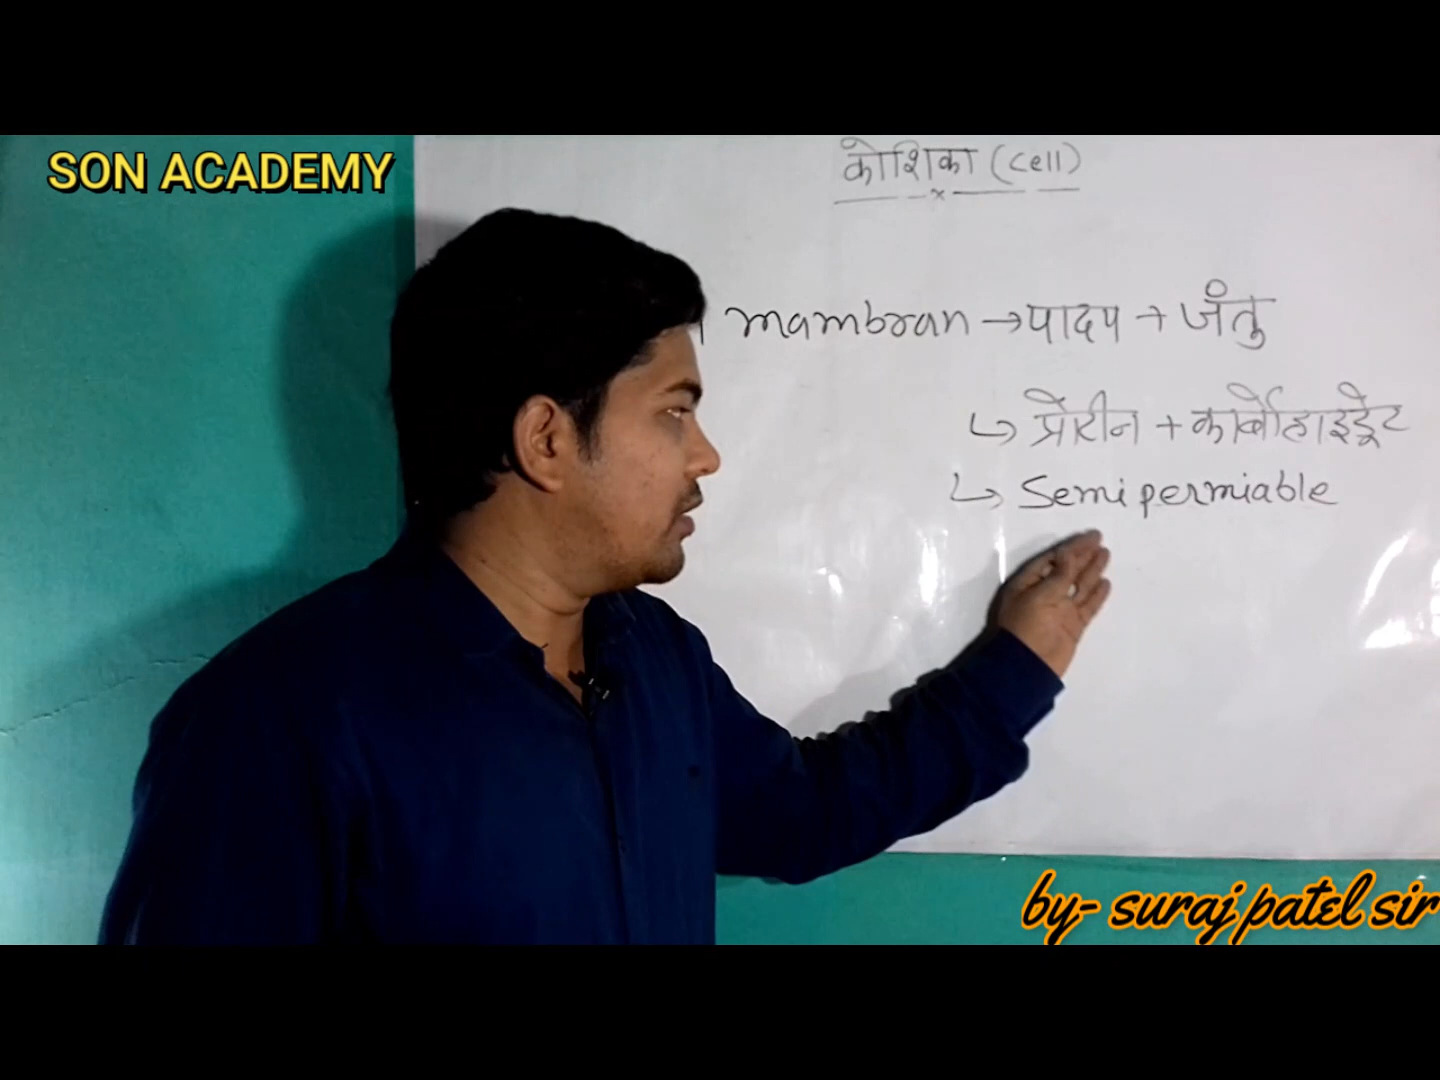 SON ACADEMY
कोशिका (Cell)
mambran → पादप + जंतु
↳ प्रोटीन + कार्बोहाइड्रेट
↳ Semipermiable
by- suraj patel sir